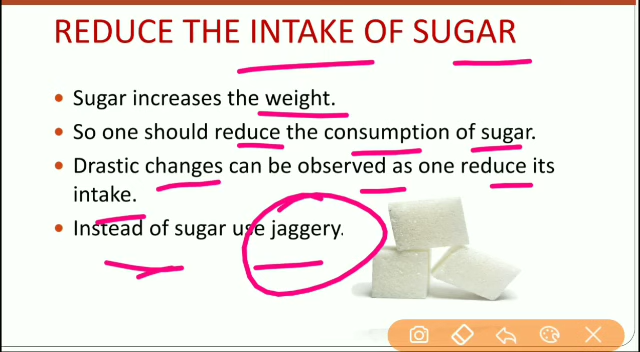 REDUCE THE INTAKE OF SUGAR
Sugar increases the weight.
So one should reduce the consumption of sugar.
Drastic changes can be observed as one reduce its
intake.
Instead of sugar use jaggery.